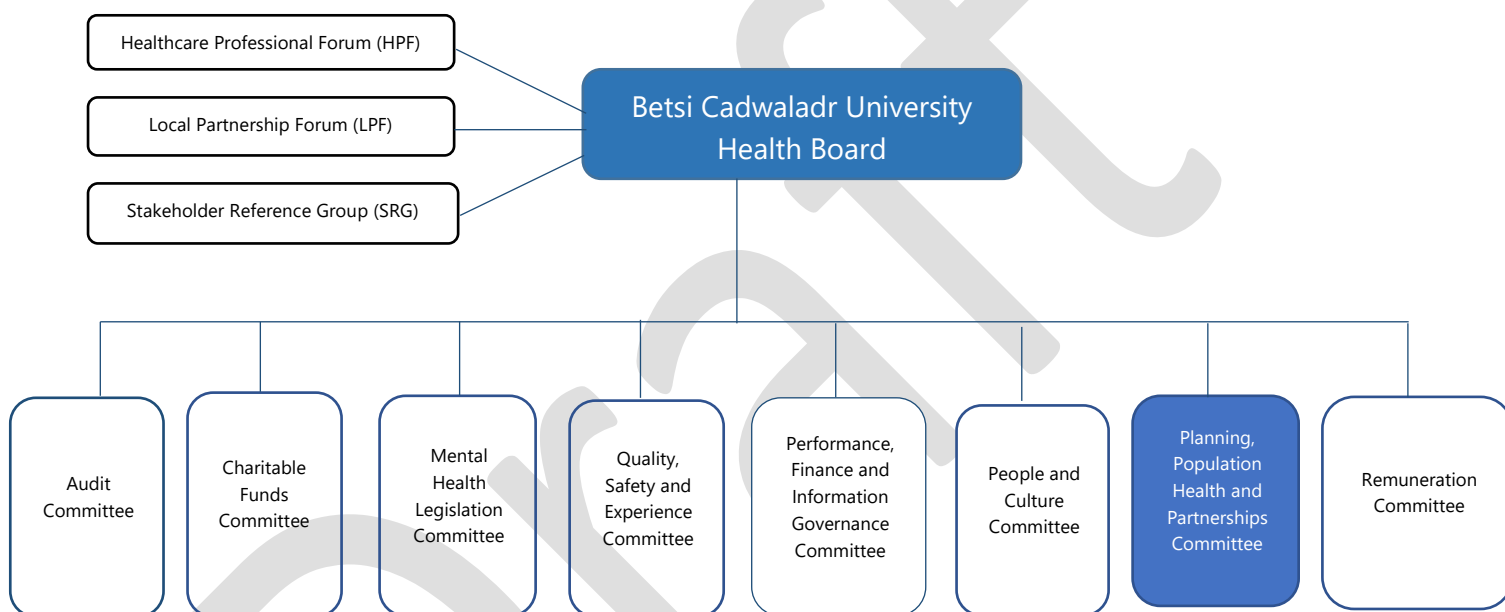 Healthcare Professional Forum (HPF)
Local Partnership Forum (LPF)
Stakeholder Reference Group (SRG)
Betsi Cadwaladr University
Health Board
Audit
Committee
Charitable
Funds
Committee
Mental
Health
Legislation
Committee
Quality,
Safety and
Experience
Committee
Performance,
Finance and
Information
Governance
Committee
People and
Culture
Committee
Planning,
Population
Health and
Partnerships
Committee
Remuneration
Committee
Draft